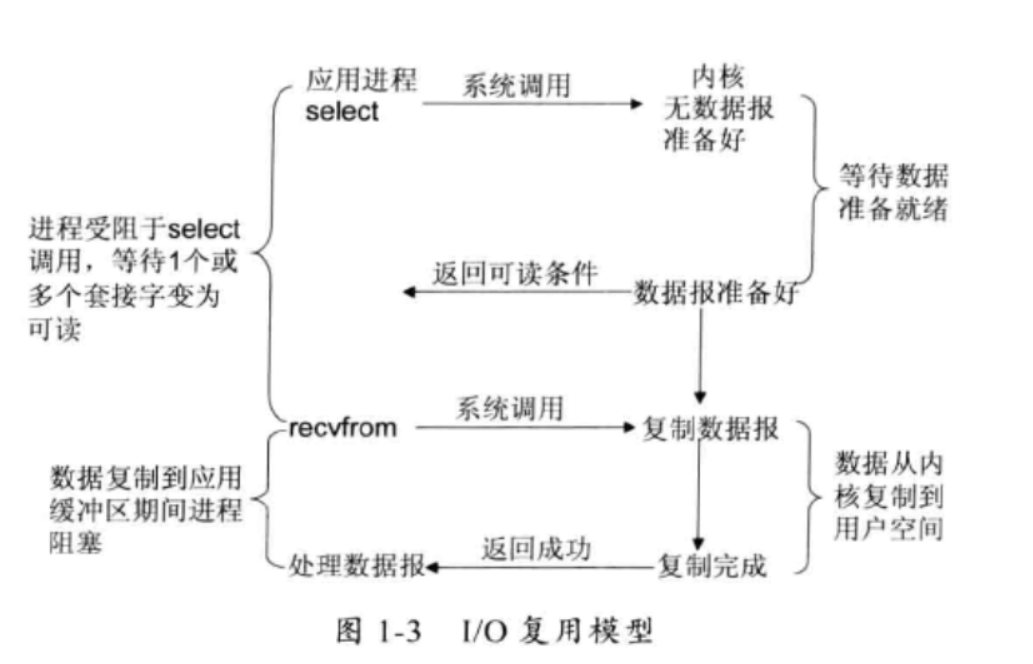 应用进程
select
系统调用
内核
无数据报
准备好
等待数据
准备就绪
进程受阻于select
调用，等待1个或
多个套接字变为
可读
返回可读条件
数据报准备好
recvfrom
系统调用
复制数据报
数据复制到应用
缓冲区期间进程
阻塞
数据从内
核复制到
用户空间
处理数据报
返回成功
复制完成
图 1-3 I/O 复用模型